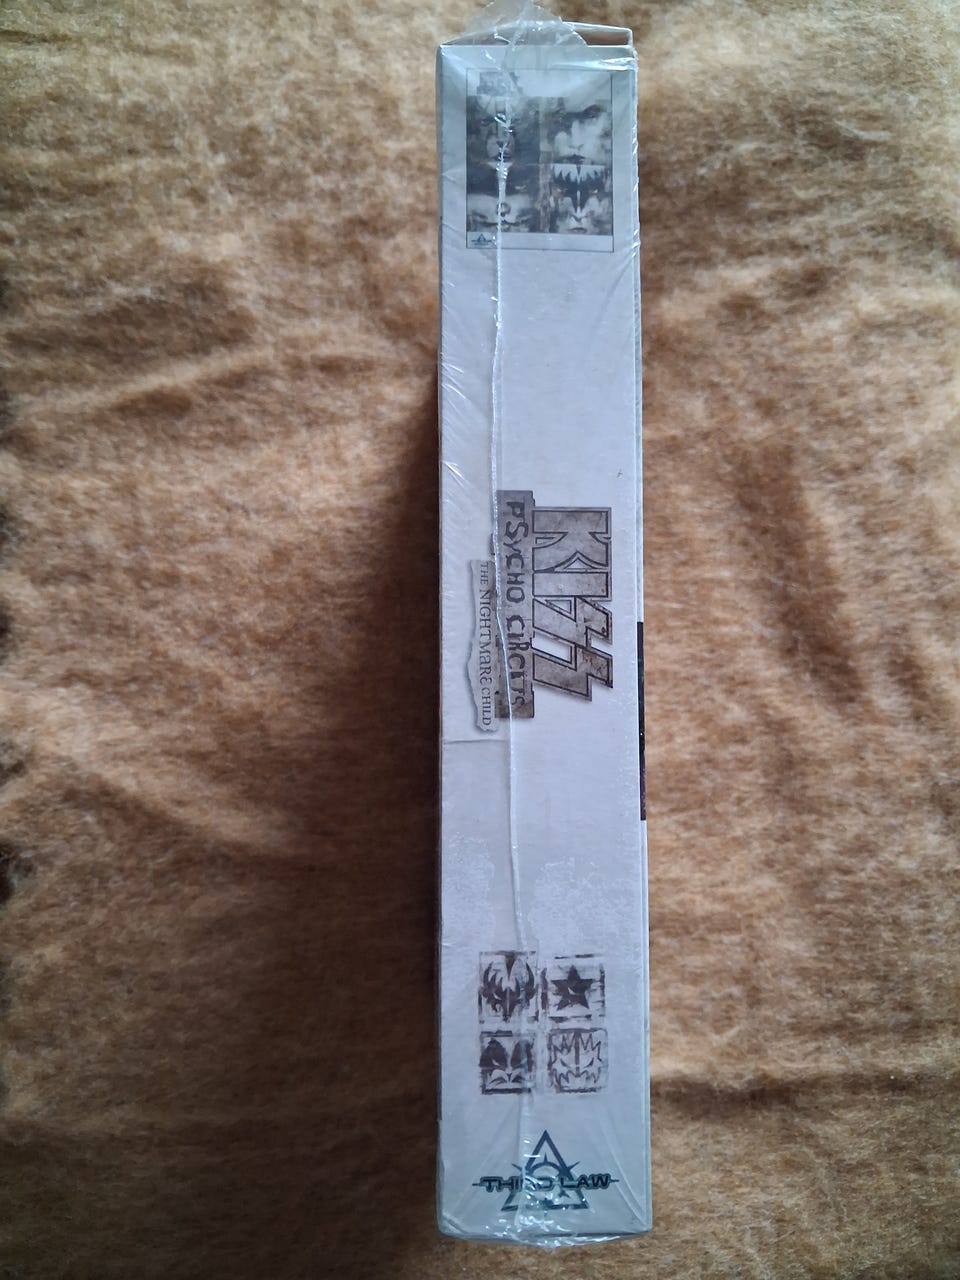 KISS
PSYCHO CIRCUS
THE NIGHTMARE CHILD
THIRD LAW